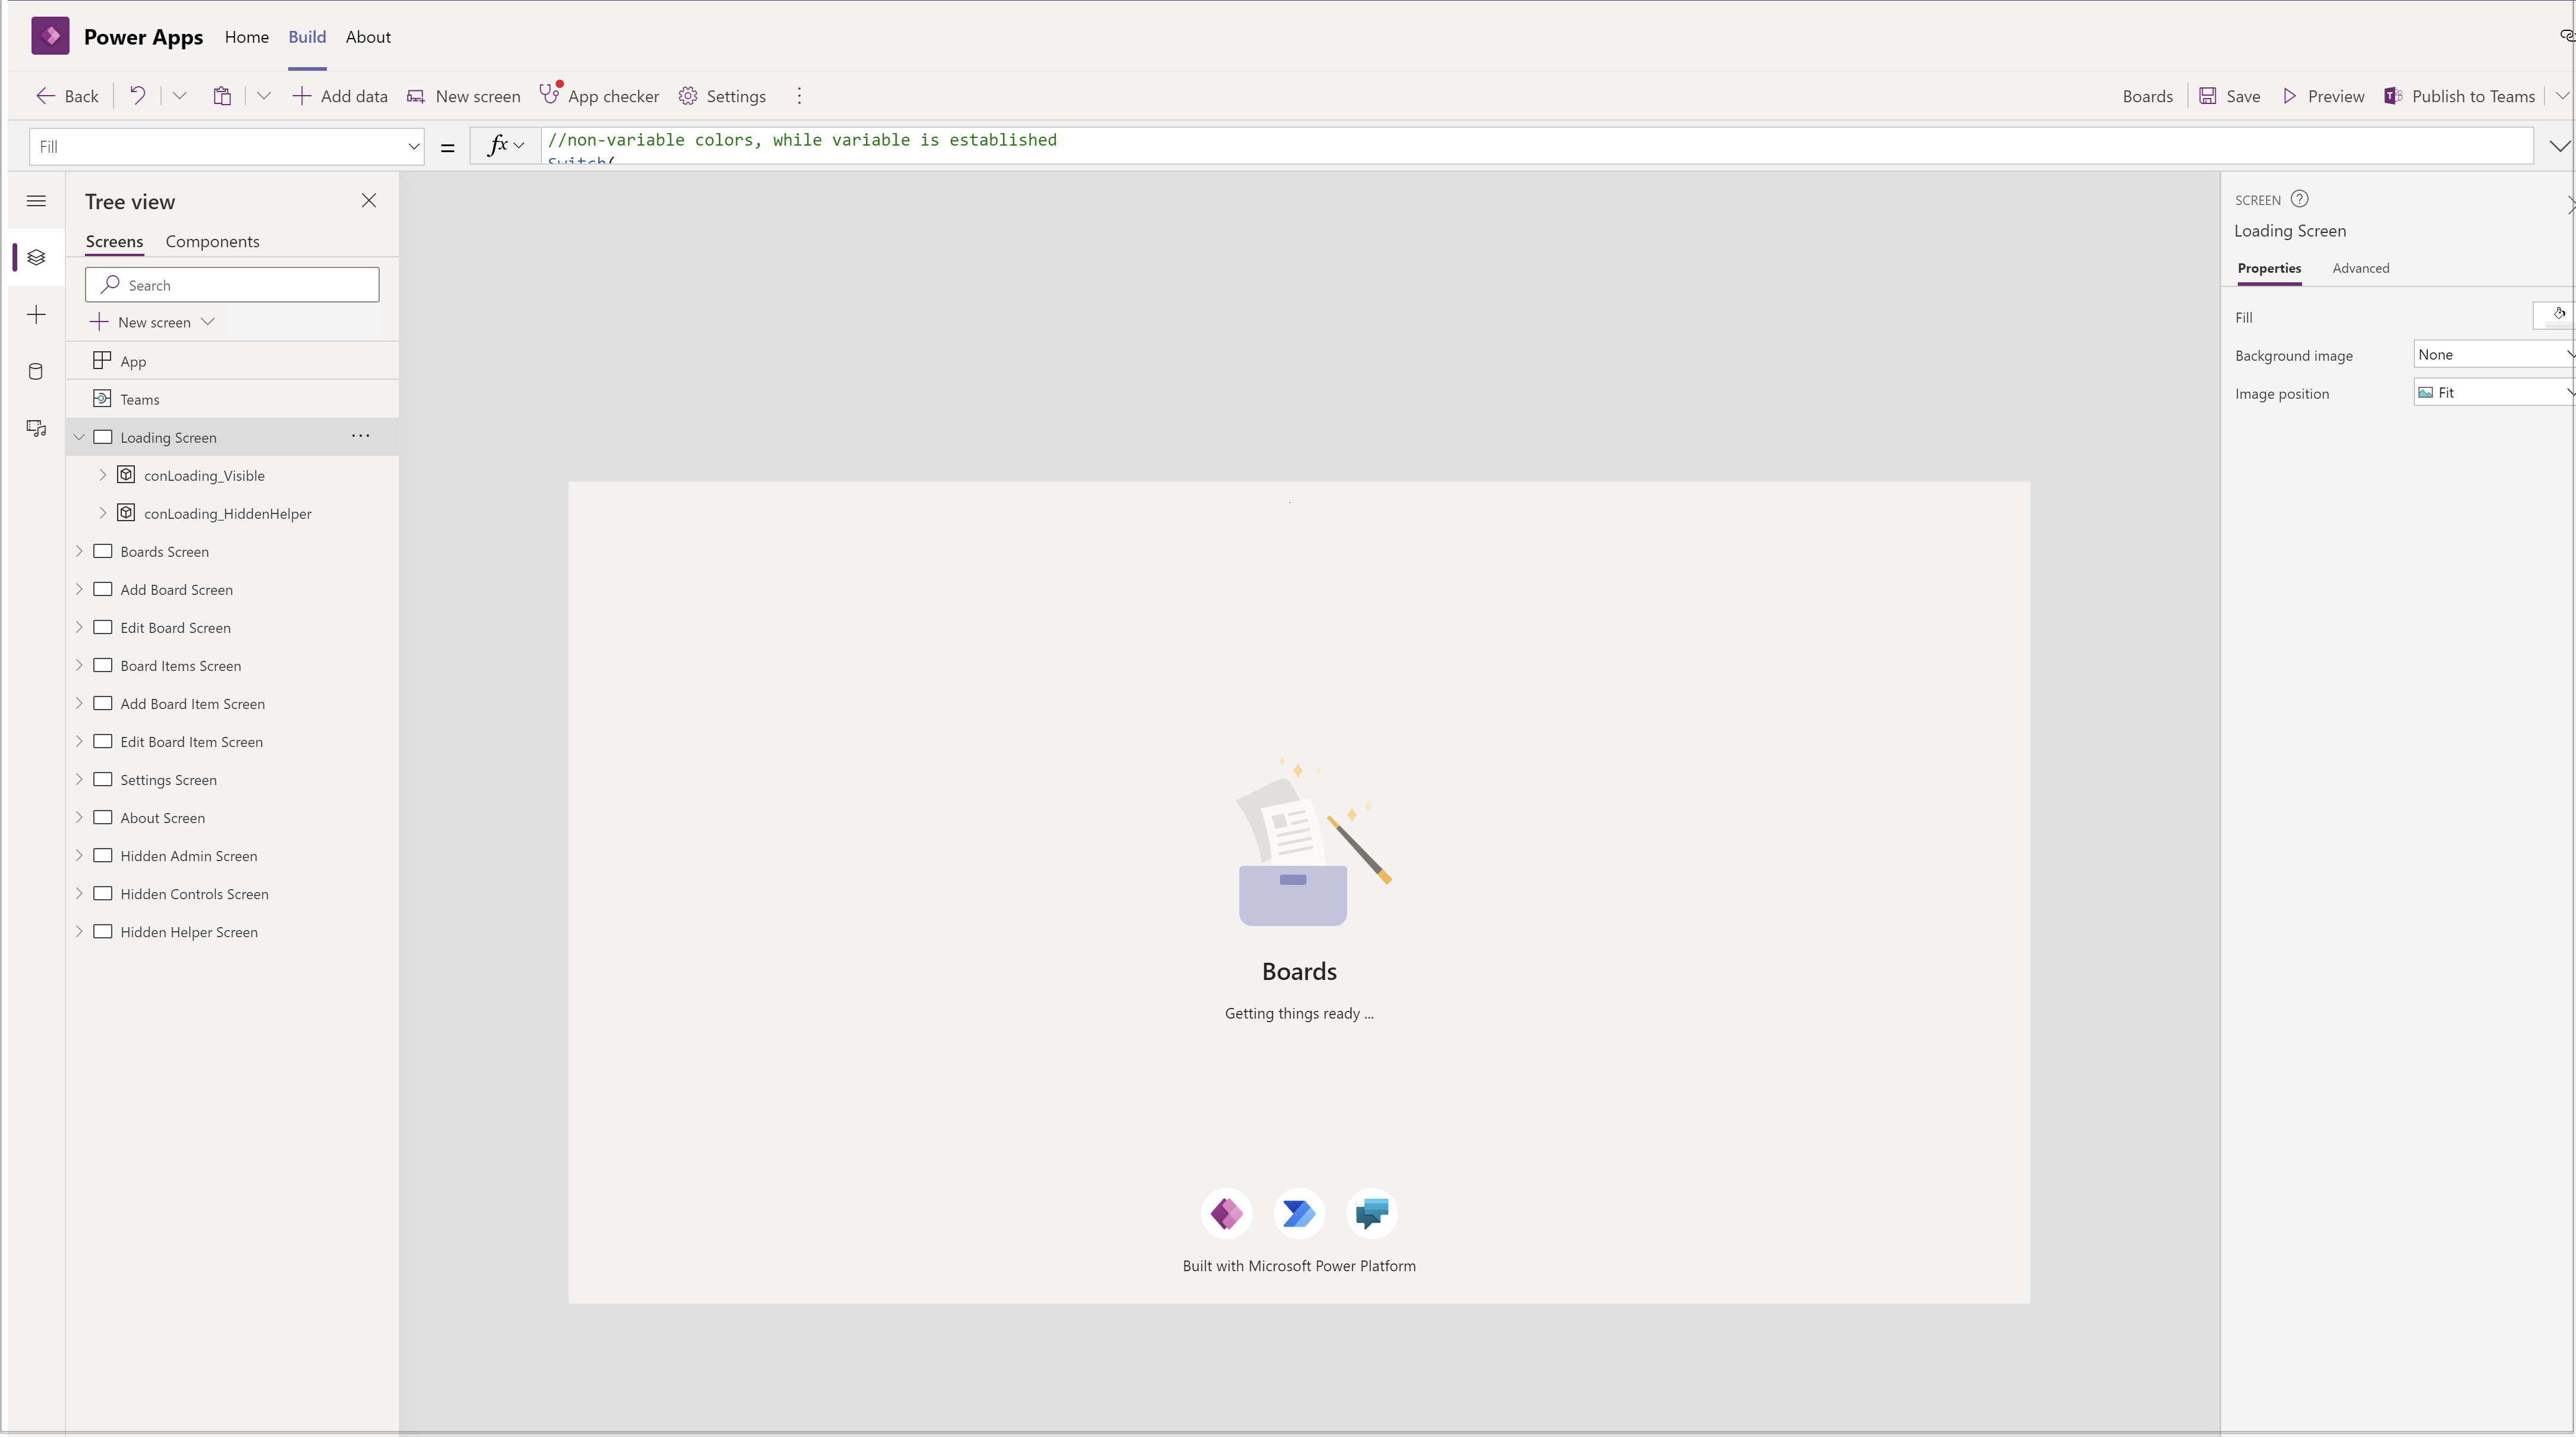 Power Apps Home Build About
Back Add data New screen App checker Settings Boards Save Preview Publish to Teams
Fill = fx //non-variable colors, while variable is established
Switch(
Tree view
Screens Components
Search
New screen
App
Teams
Loading Screen
conLoading_Visible
conLoading_HiddenHelper
Boards Screen
Add Board Screen
Edit Board Screen
Board Items Screen
Add Board Item Screen
Edit Board Item Screen
Settings Screen
About Screen
Hidden Admin Screen
Hidden Controls Screen
Hidden Helper Screen
Boards
Getting things ready ...
Built with Microsoft Power Platform
SCREEN
Loading Screen
Properties Advanced
Fill
Background image None
Image position Fit